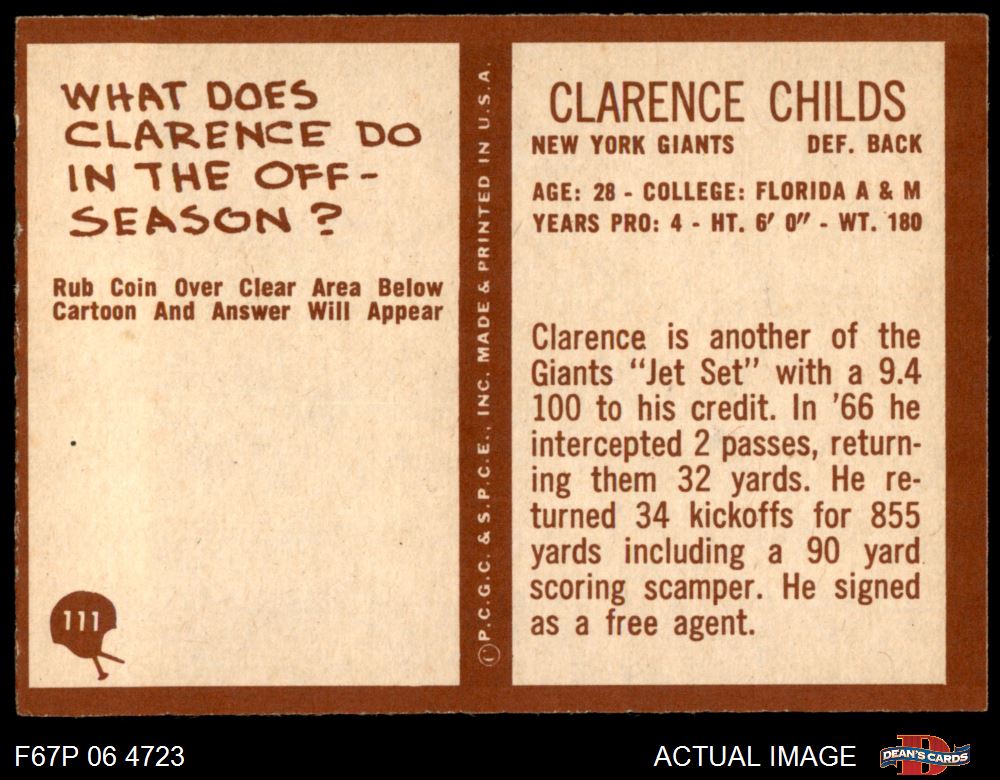 WHAT DOES
CLARENCE DO
IN THE OFF-
SEASON ?
Rub Coin Over Clear Area Below
Cartoon And Answer Will Appear
111
© P.C.G.C. & S.P.C.E., INC. MADE & PRINTED IN U.S.A.
CLARENCE CHILDS
NEW YORK GIANTS DEF. BACK
AGE: 28 - COLLEGE: FLORIDA A & M
YEARS PRO: 4 - HT. 6′ 0″ - WT. 180
Clarence is another of the
Giants “Jet Set” with a 9.4
100 to his credit. In ’66 he
intercepted 2 passes, return-
ing them 32 yards. He re-
turned 34 kickoffs for 855
yards including a 90 yard
scoring scamper. He signed
as a free agent.
F67P 06 4723
ACTUAL IMAGE
D
DEAN'S CARDS